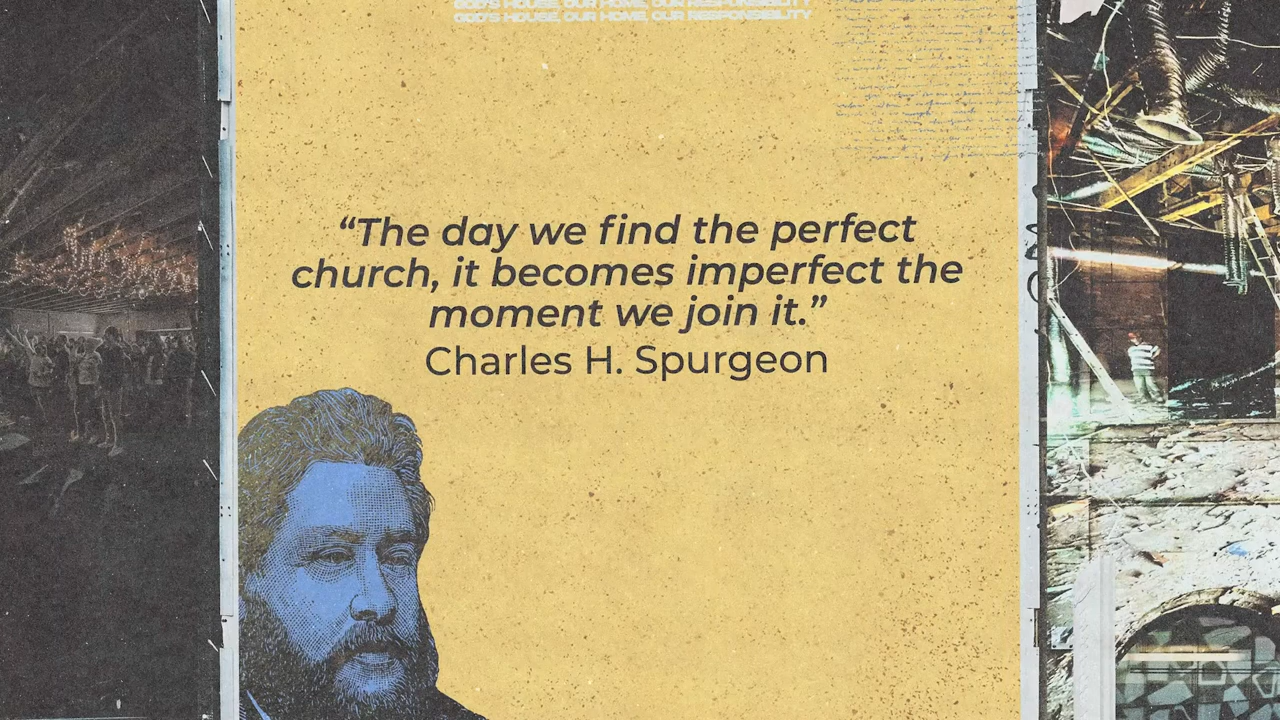 GOD'S HOUSE, OUR HOME, OUR RESPONSIBILITY
GOD'S HOUSE, OUR HOME, OUR RESPONSIBILITY
“The day we find the perfect
church, it becomes imperfect the
moment we join it.”
Charles H. Spurgeon